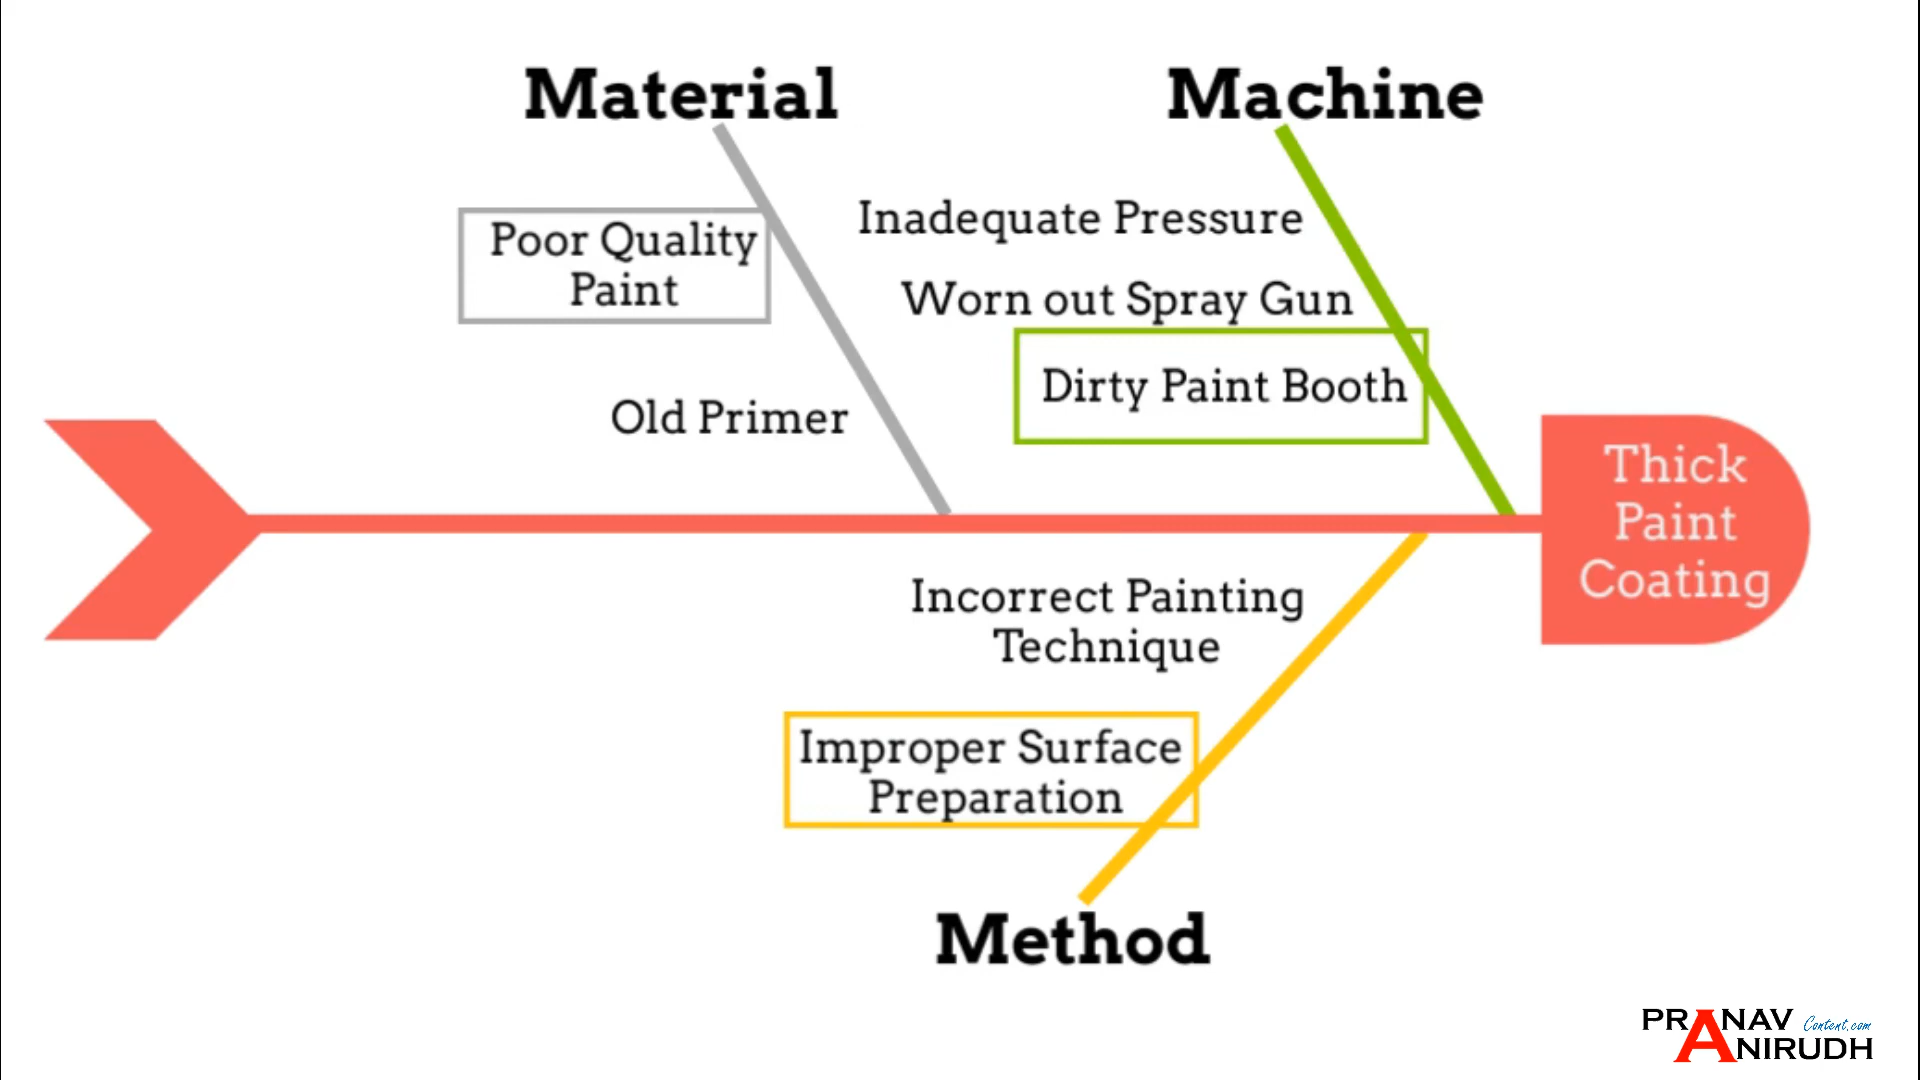 Material
Machine
Poor Quality
Paint
Inadequate Pressure
Worn out Spray Gun
Dirty Paint Booth
Old Primer
Thick
Paint
Coating
Incorrect Painting
Technique
Improper Surface
Preparation
Method
PRANAV Content.com
ANIRUDH